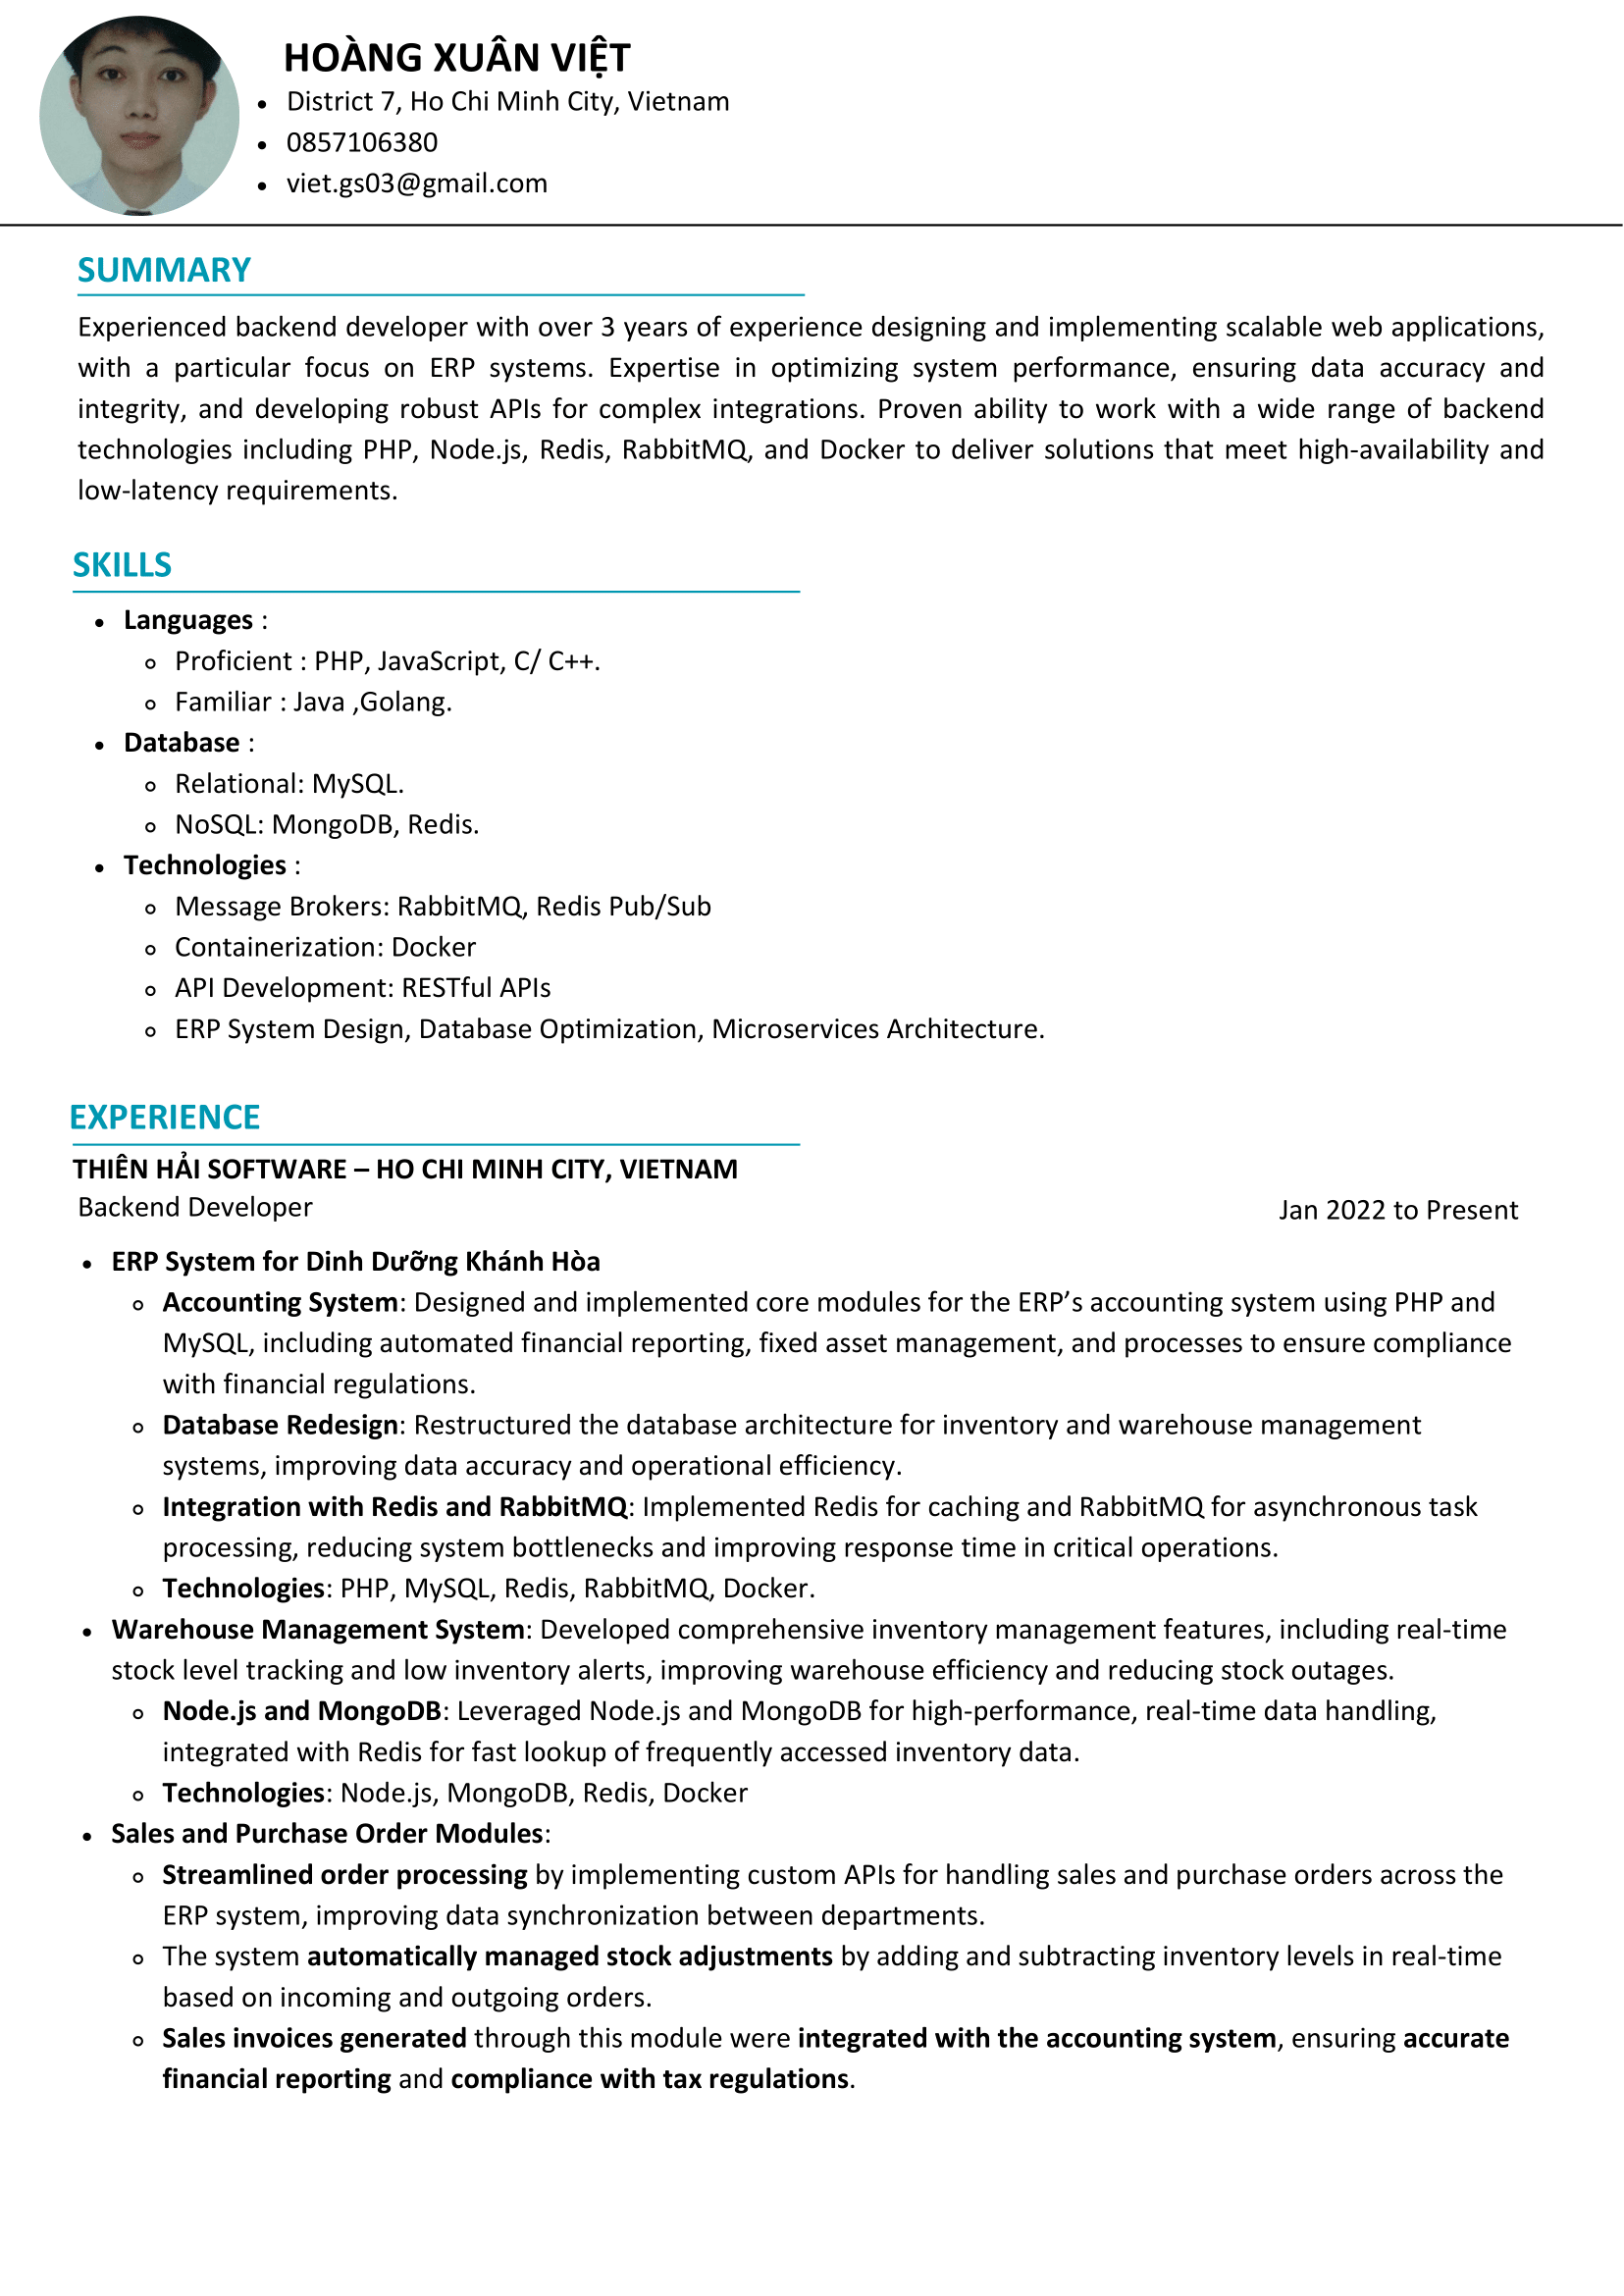 HOÀNG XUÂN VIỆT
• District 7, Ho Chi Minh City, Vietnam
• 0857106380
• viet.gs03@gmail.com
SUMMARY
Experienced backend developer with over 3 years of experience designing and implementing scalable web applications,
with a particular focus on ERP systems. Expertise in optimizing system performance, ensuring data accuracy and
integrity, and developing robust APIs for complex integrations. Proven ability to work with a wide range of backend
technologies including PHP, Node.js, Redis, RabbitMQ, and Docker to deliver solutions that meet high-availability and
low-latency requirements.
SKILLS
• Languages :
◦ Proficient : PHP, JavaScript, C/ C++.
◦ Familiar : Java ,Golang.
• Database :
◦ Relational: MySQL.
◦ NoSQL: MongoDB, Redis.
• Technologies :
◦ Message Brokers: RabbitMQ, Redis Pub/Sub
◦ Containerization: Docker
◦ API Development: RESTful APIs
◦ ERP System Design, Database Optimization, Microservices Architecture.
EXPERIENCE
THIÊN HẢI SOFTWARE – HO CHI MINH CITY, VIETNAM
Backend Developer Jan 2022 to Present
• ERP System for Dinh Dưỡng Khánh Hòa
◦ Accounting System: Designed and implemented core modules for the ERP’s accounting system using PHP and
MySQL, including automated financial reporting, fixed asset management, and processes to ensure compliance
with financial regulations.
◦ Database Redesign: Restructured the database architecture for inventory and warehouse management
systems, improving data accuracy and operational efficiency.
◦ Integration with Redis and RabbitMQ: Implemented Redis for caching and RabbitMQ for asynchronous task
processing, reducing system bottlenecks and improving response time in critical operations.
◦ Technologies: PHP, MySQL, Redis, RabbitMQ, Docker.
• Warehouse Management System: Developed comprehensive inventory management features, including real-time
stock level tracking and low inventory alerts, improving warehouse efficiency and reducing stock outages.
◦ Node.js and MongoDB: Leveraged Node.js and MongoDB for high-performance, real-time data handling,
integrated with Redis for fast lookup of frequently accessed inventory data.
◦ Technologies: Node.js, MongoDB, Redis, Docker
• Sales and Purchase Order Modules:
◦ Streamlined order processing by implementing custom APIs for handling sales and purchase orders across the
ERP system, improving data synchronization between departments.
◦ The system automatically managed stock adjustments by adding and subtracting inventory levels in real-time
based on incoming and outgoing orders.
◦ Sales invoices generated through this module were integrated with the accounting system, ensuring accurate
financial reporting and compliance with tax regulations.